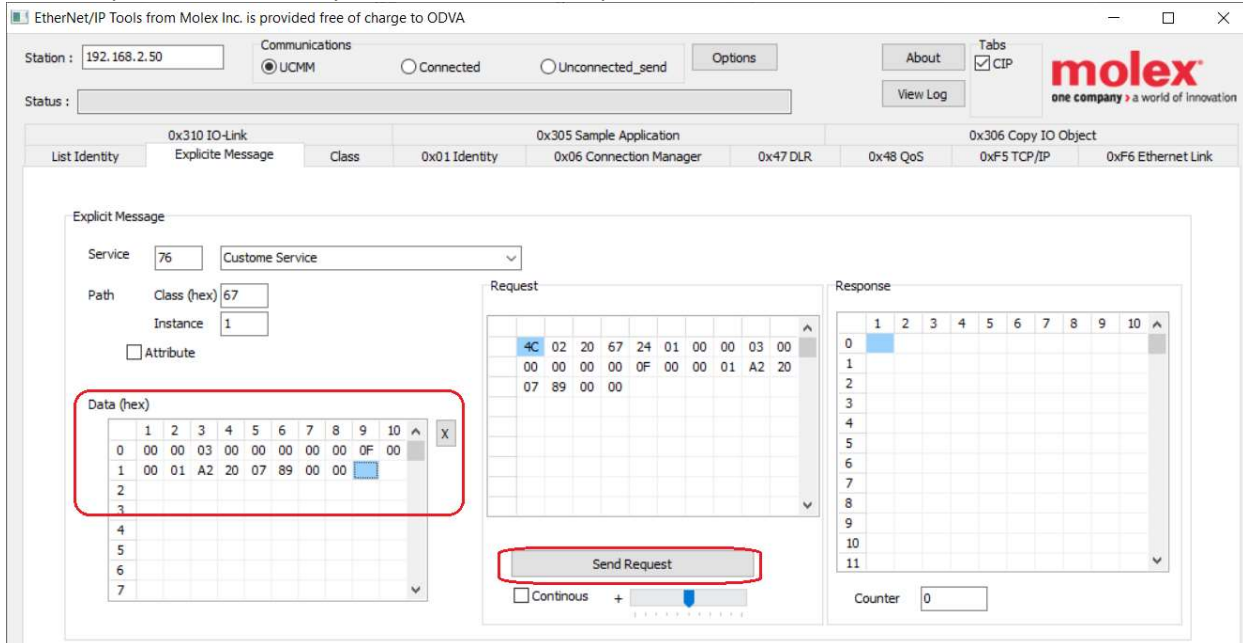 EtherNet/IP Tools from Molex Inc. is provided free of charge to ODVA
Station : 192.168.2.50 Communications UCMM Connected Unconnected_send Options About Tabs CIP molex
Status : View Log one company > a world of innovation
0x310 IO-Link 0x305 Sample Application 0x306 Copy IO Object
List Identity Explicite Message Class 0x01 Identity 0x06 Connection Manager 0x47 DLR 0x48 QoS 0xF5 TCP/IP 0xF6 Ethernet Link
Explicit Message
Service 76 Custome Service
Path Class (hex) 67
Instance 1
Attribute
Data (hex)
1 2 3 4 5 6 7 8 9 10 X
0 00 00 03 00 00 00 00 00 0F 00
1 00 01 A2 20 07 89 00 00
2
3
4
5
6
7
Request
4C 02 20 67 24 01 00 00 03 00
00 00 00 00 0F 00 00 01 A2 20
07 89 00 00
Send Request
Continous +
Response
1 2 3 4 5 6 7 8 9 10
0
1
2
3
4
5
6
7
8
9
10
11
Counter 0